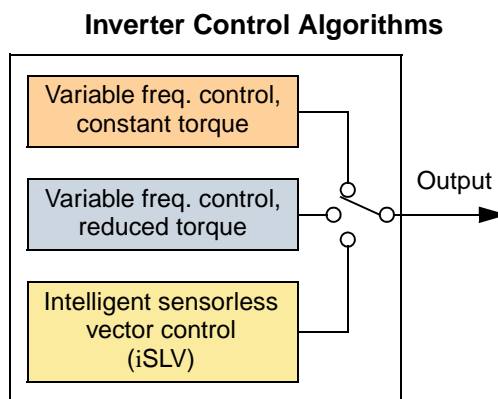 Inverter Control Algorithms
Variable freq. control,
constant torque
Variable freq. control,
reduced torque
Output
Intelligent sensorless
vector control
(iSLV)